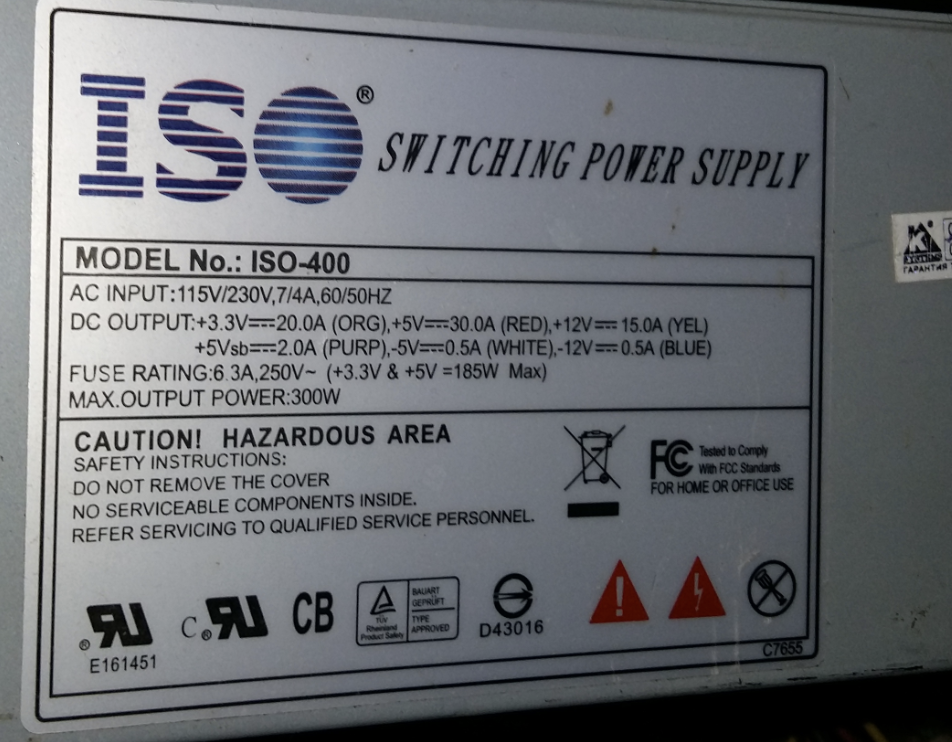 ISO® SWITCHING POWER SUPPLY
MODEL No.: ISO-400
AC INPUT:115V/230V,7/4A,60/50HZ
DC OUTPUT:+3.3V⎓20.0A (ORG),+5V⎓30.0A (RED),+12V⎓15.0A (YEL)
+5Vsb⎓2.0A (PURP),-5V⎓0.5A (WHITE),-12V⎓0.5A (BLUE)
FUSE RATING:6.3A,250V~ (+3.3V & +5V =185W Max)
MAX.OUTPUT POWER:300W
CAUTION! HAZARDOUS AREA
SAFETY INSTRUCTIONS:
DO NOT REMOVE THE COVER
NO SERVICEABLE COMPONENTS INSIDE.
REFER SERVICING TO QUALIFIED SERVICE PERSONNEL.
FC Tested to Comply
With FCC Standards
FOR HOME OR OFFICE USE
RU® C RU® CB
E161451
TÜV
Rheinland
Product Safety
BAUART
GEPRÜFT
TYPE
APPROVED
D43016
C7655
ГАРАНТИЯ